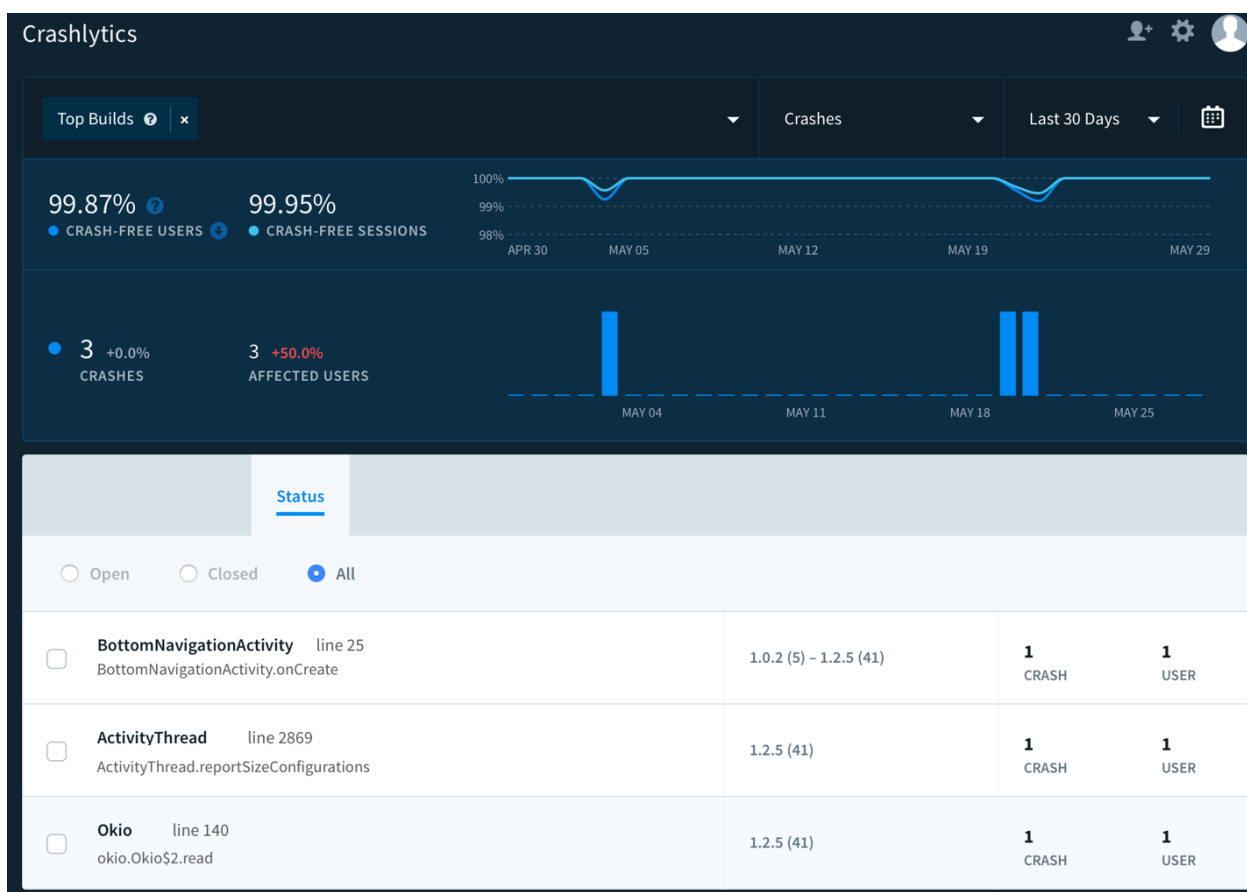 Crashlytics
Top Builds ? ×
Crashes
Last 30 Days
99.87% ?
CRASH-FREE USERS
99.95%
CRASH-FREE SESSIONS
100%
99%
98%
APR 30 MAY 05 MAY 12 MAY 19 MAY 29
3 +0.0%
CRASHES
3 +50.0%
AFFECTED USERS
MAY 04 MAY 11 MAY 18 MAY 25
Status
Open Closed All
BottomNavigationActivity line 25
BottomNavigationActivity.onCreate
1.0.2 (5) – 1.2.5 (41)
1
CRASH
1
USER
ActivityThread line 2869
ActivityThread.reportSizeConfigurations
1.2.5 (41)
1
CRASH
1
USER
Okio line 140
okio.Okio$2.read
1.2.5 (41)
1
CRASH
1
USER